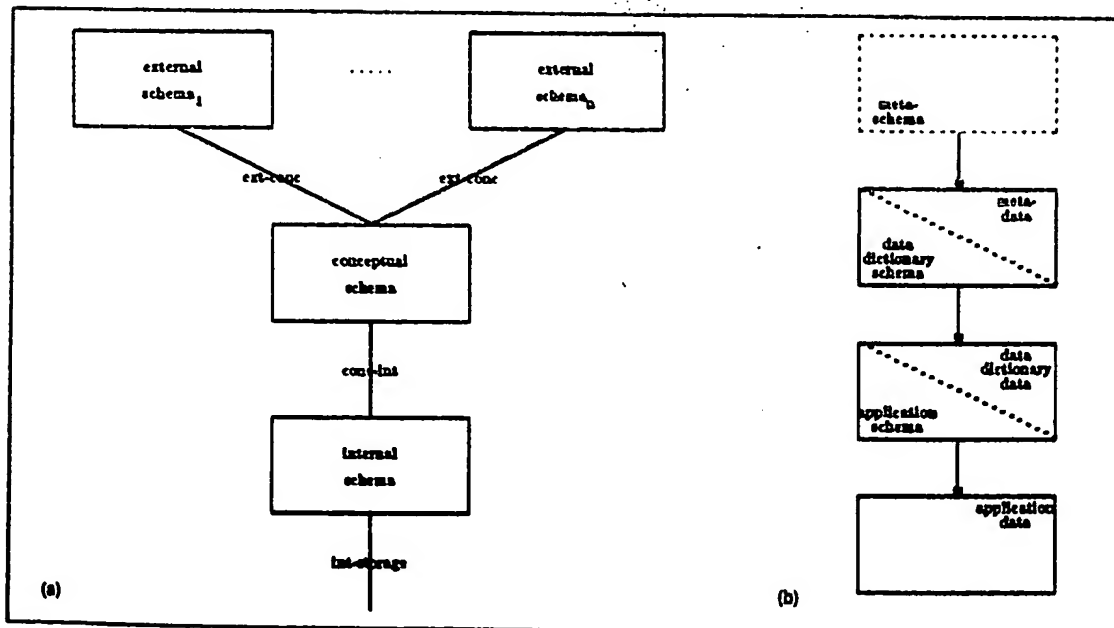 external
schema1
.....
external
scheman
ext-conc
ext-conc
conceptual
schema
conc-int
internal
schema
int-storage
(a)
meta-
schema
meta-
data
data
dictionary
schema
data
dictionary
data
application
schema
application
data
(b)